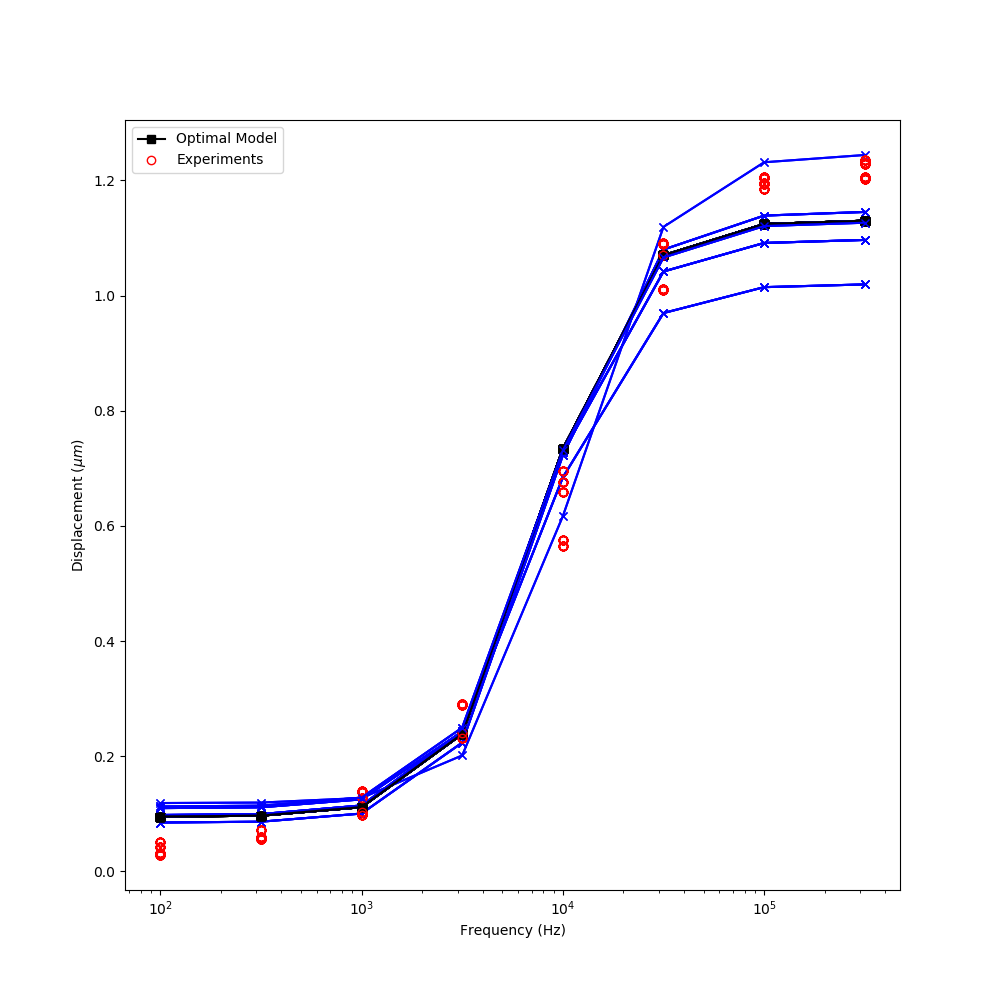 Optimal Model
Experiments
1.2
1.0
0.8
0.6
0.4
0.2
0.0
Displacement (μm)
10²
10³
10⁴
10⁵
Frequency (Hz)